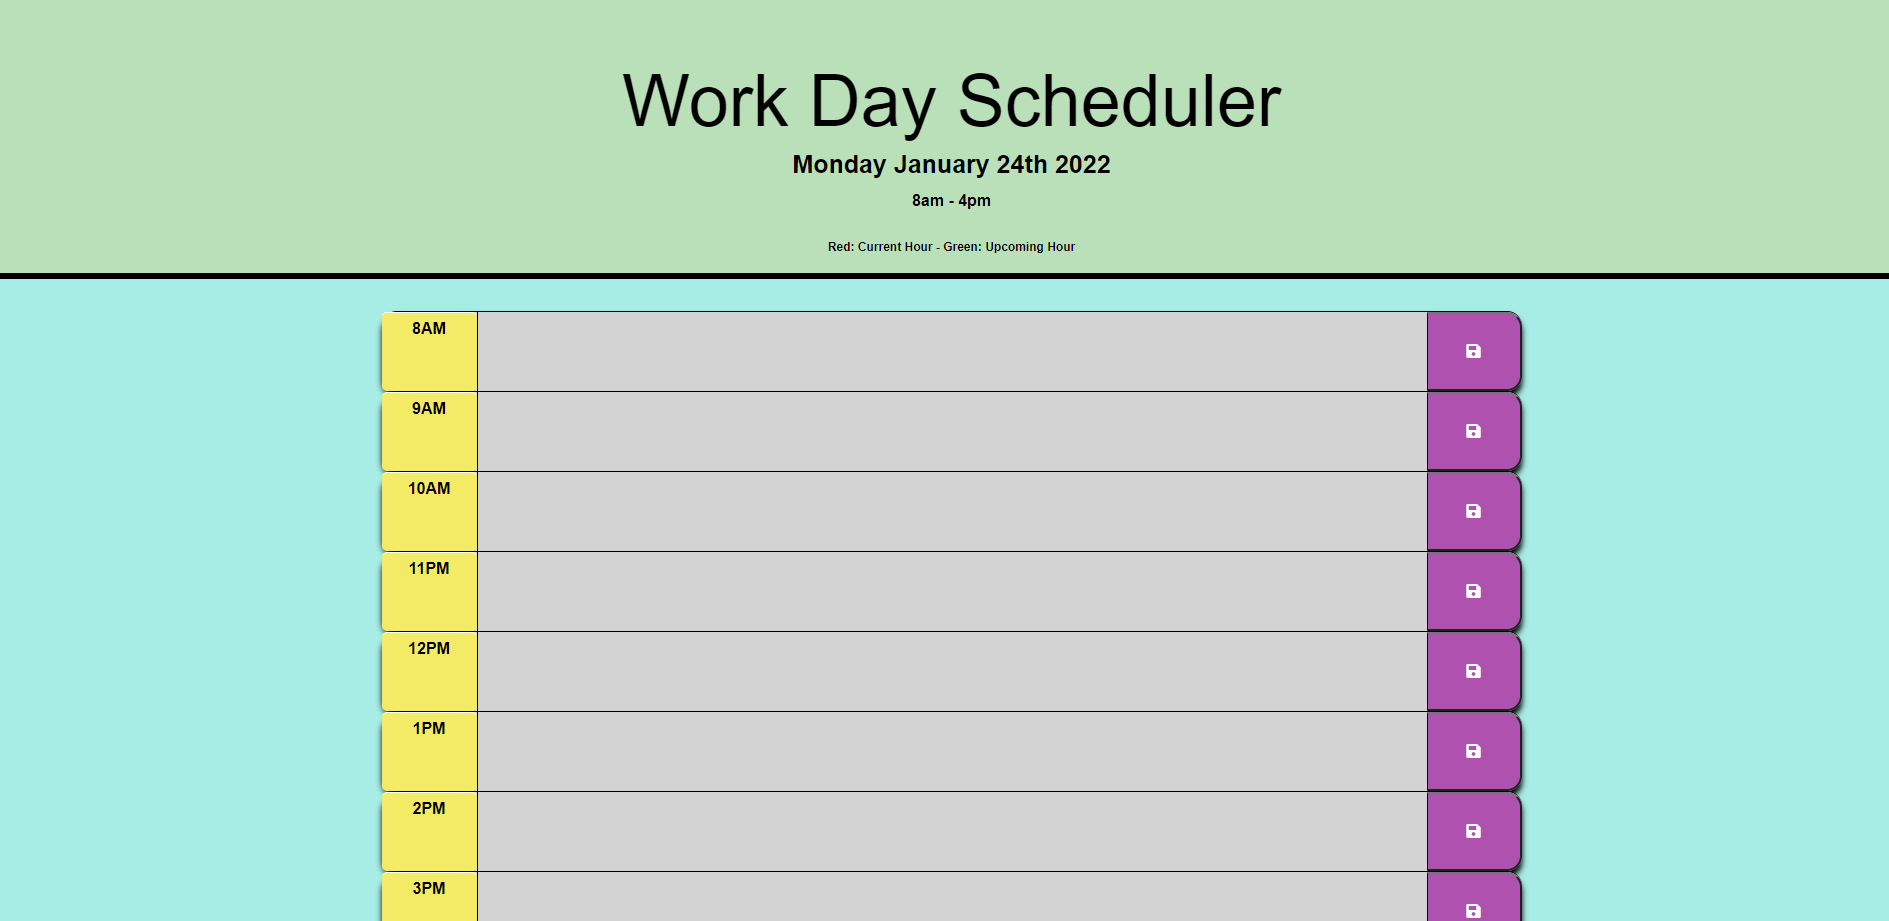 Work Day Scheduler
Monday January 24th 2022
8am - 4pm
Red: Current Hour - Green: Upcoming Hour
8AM
9AM
10AM
11PM
12PM
1PM
2PM
3PM